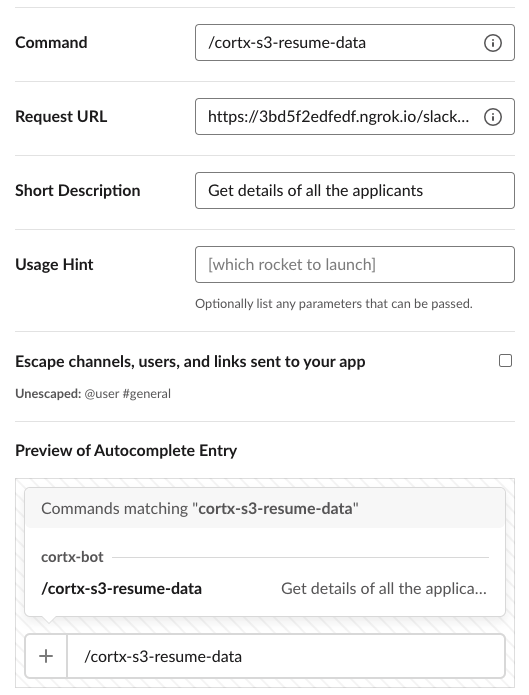 Command
/cortx-s3-resume-data
Request URL
https://3bd5f2edfedf.ngrok.io/slack...
Short Description
Get details of all the applicants
Usage Hint
[which rocket to launch]
Optionally list any parameters that can be passed.
Escape channels, users, and links sent to your app
Unescaped: @user #general
Preview of Autocomplete Entry
Commands matching "cortx-s3-resume-data"
cortx-bot
/cortx-s3-resume-data Get details of all the applica...
/cortx-s3-resume-data